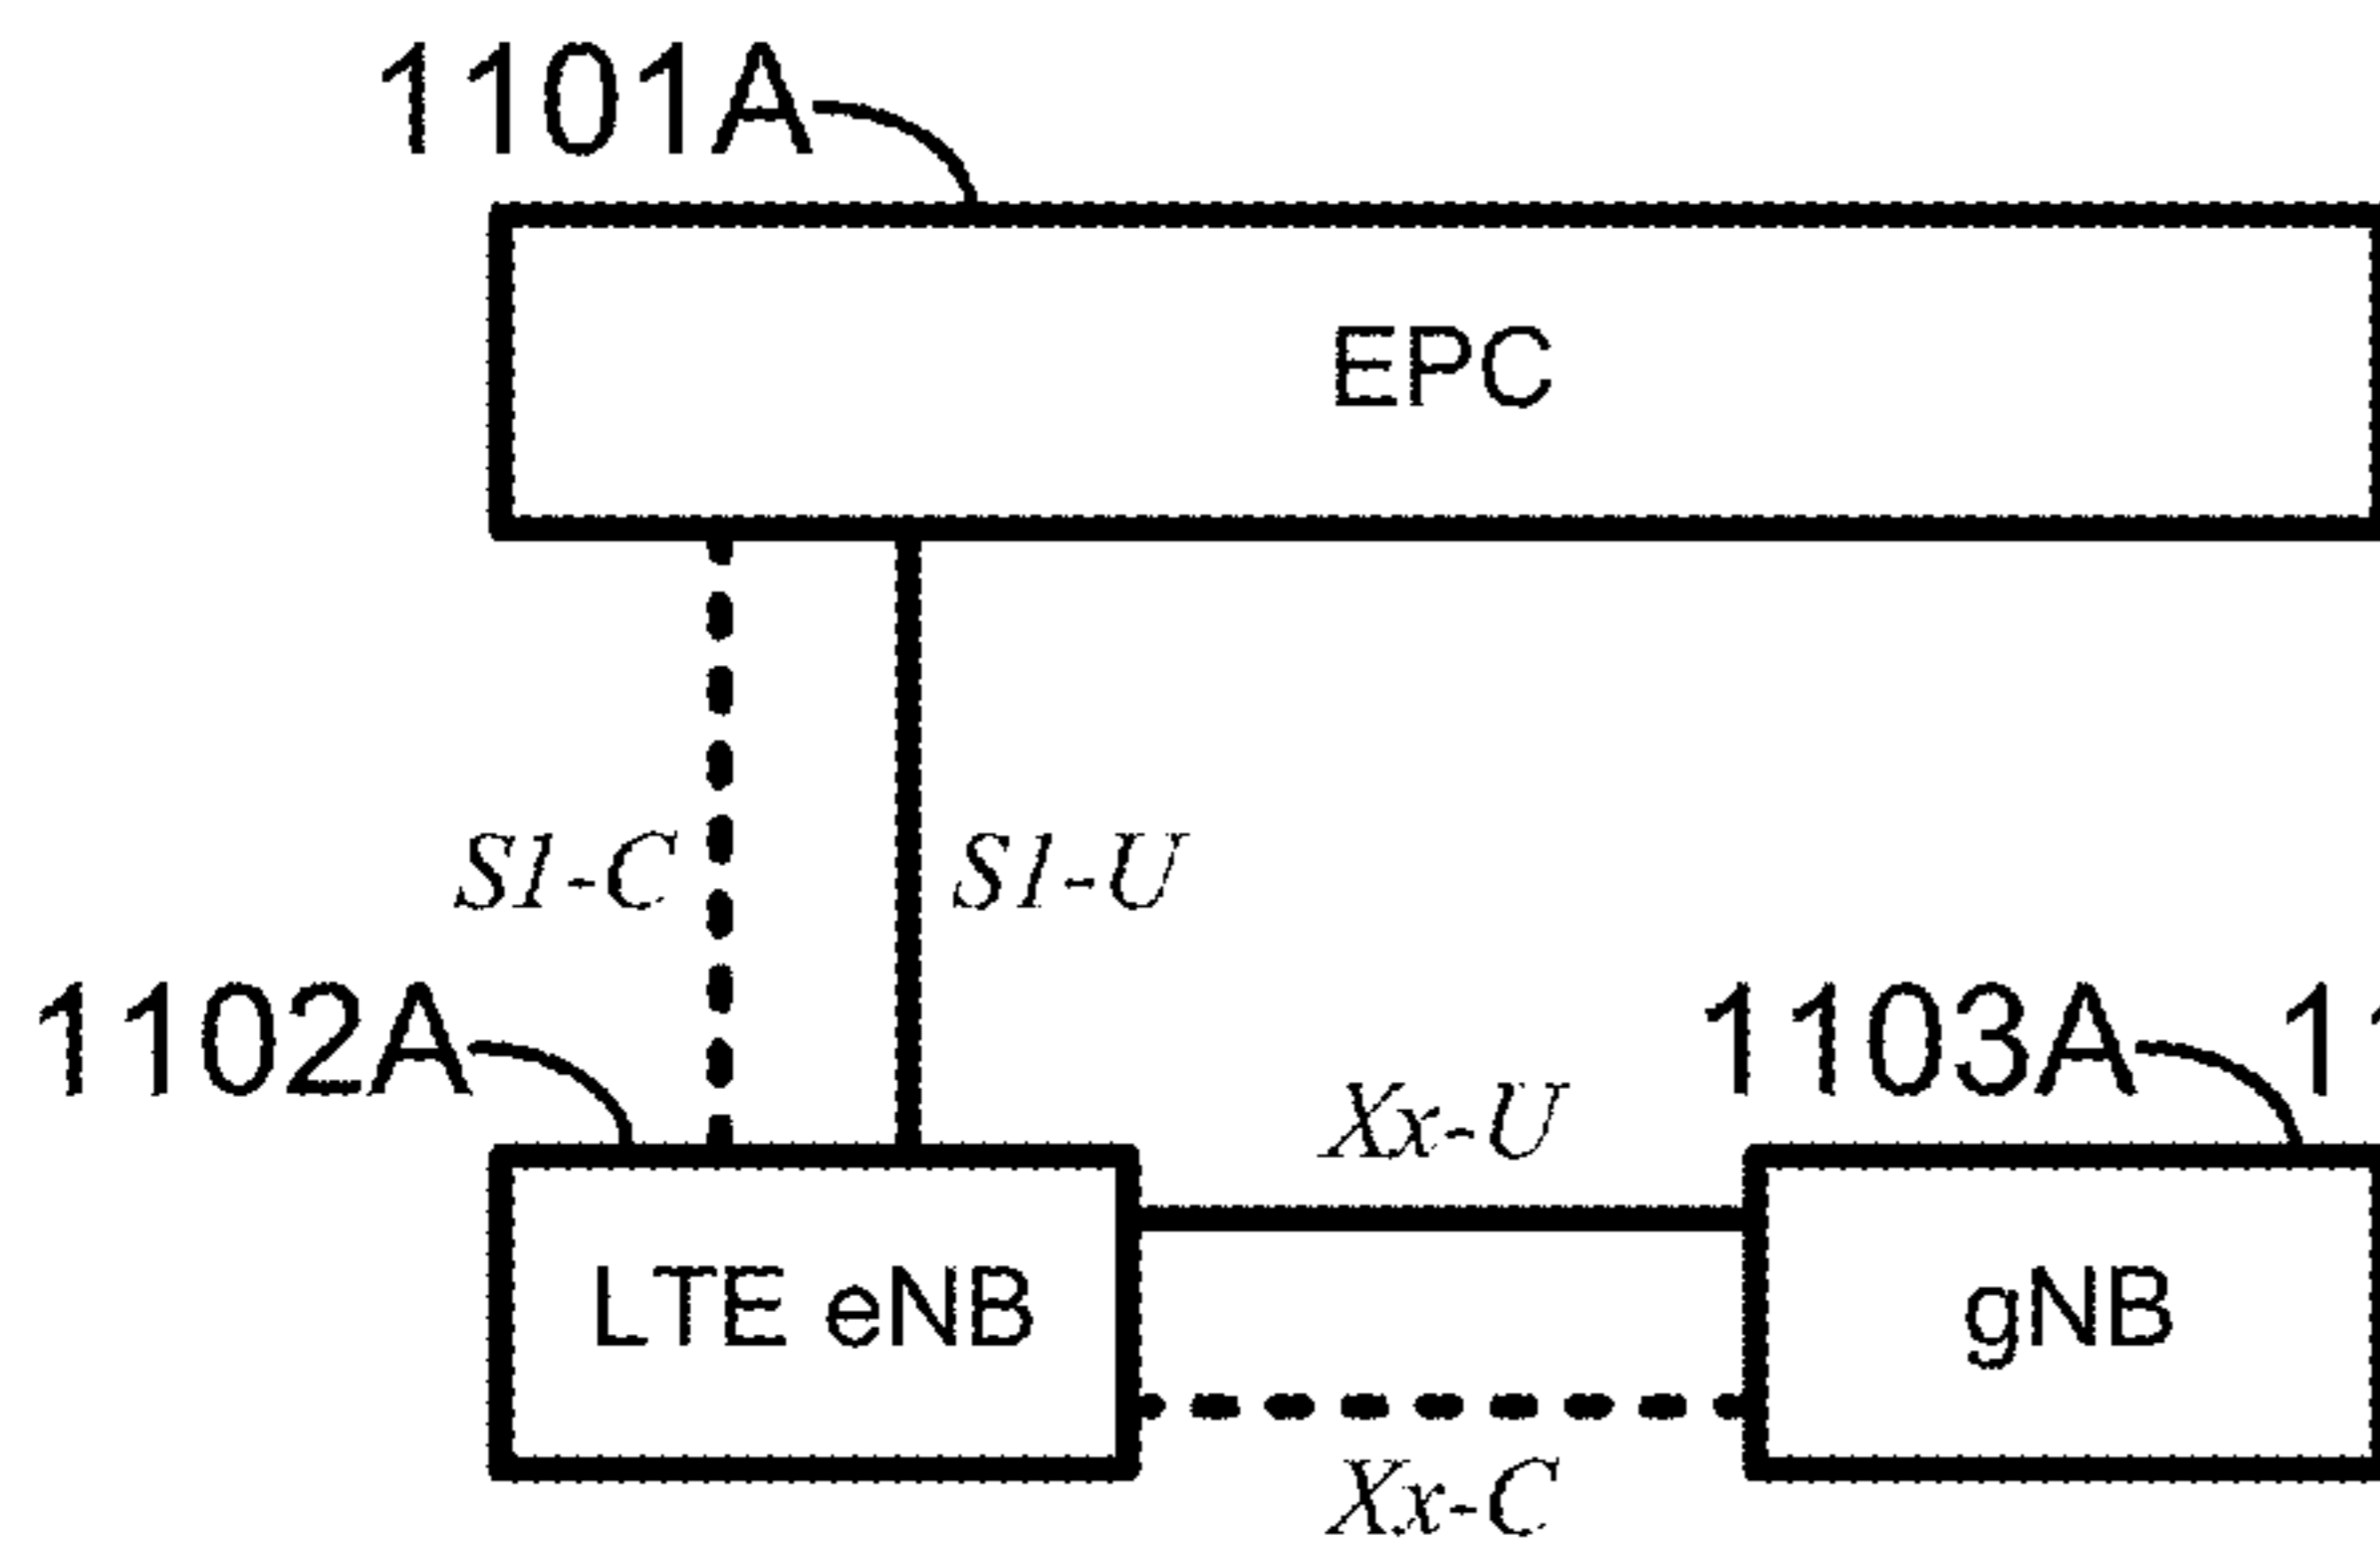 1101A
EPC
S1-C S1-U
1102A 1103A
Xx-U
LTE eNB gNB
Xx-C